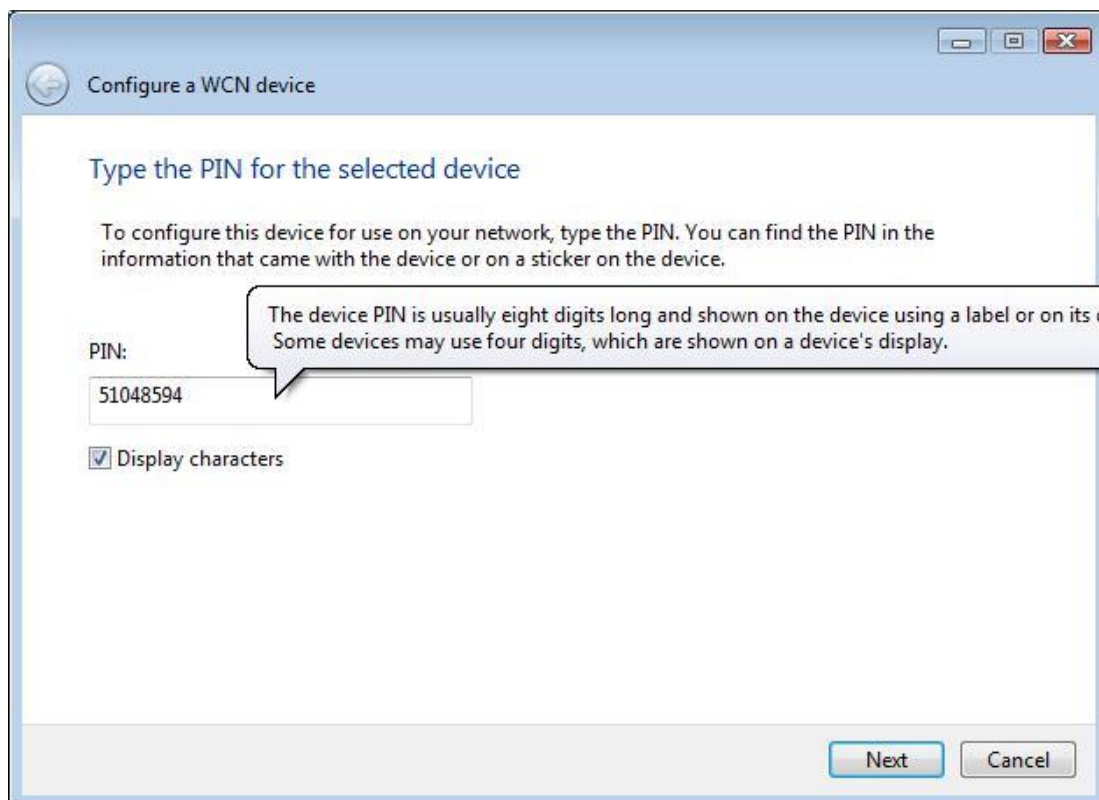 Configure a WCN device
Type the PIN for the selected device
To configure this device for use on your network, type the PIN. You can find the PIN in the
information that came with the device or on a sticker on the device.
The device PIN is usually eight digits long and shown on the device using a label or on its
Some devices may use four digits, which are shown on a device's display.
PIN:
51048594
Display characters
Next
Cancel